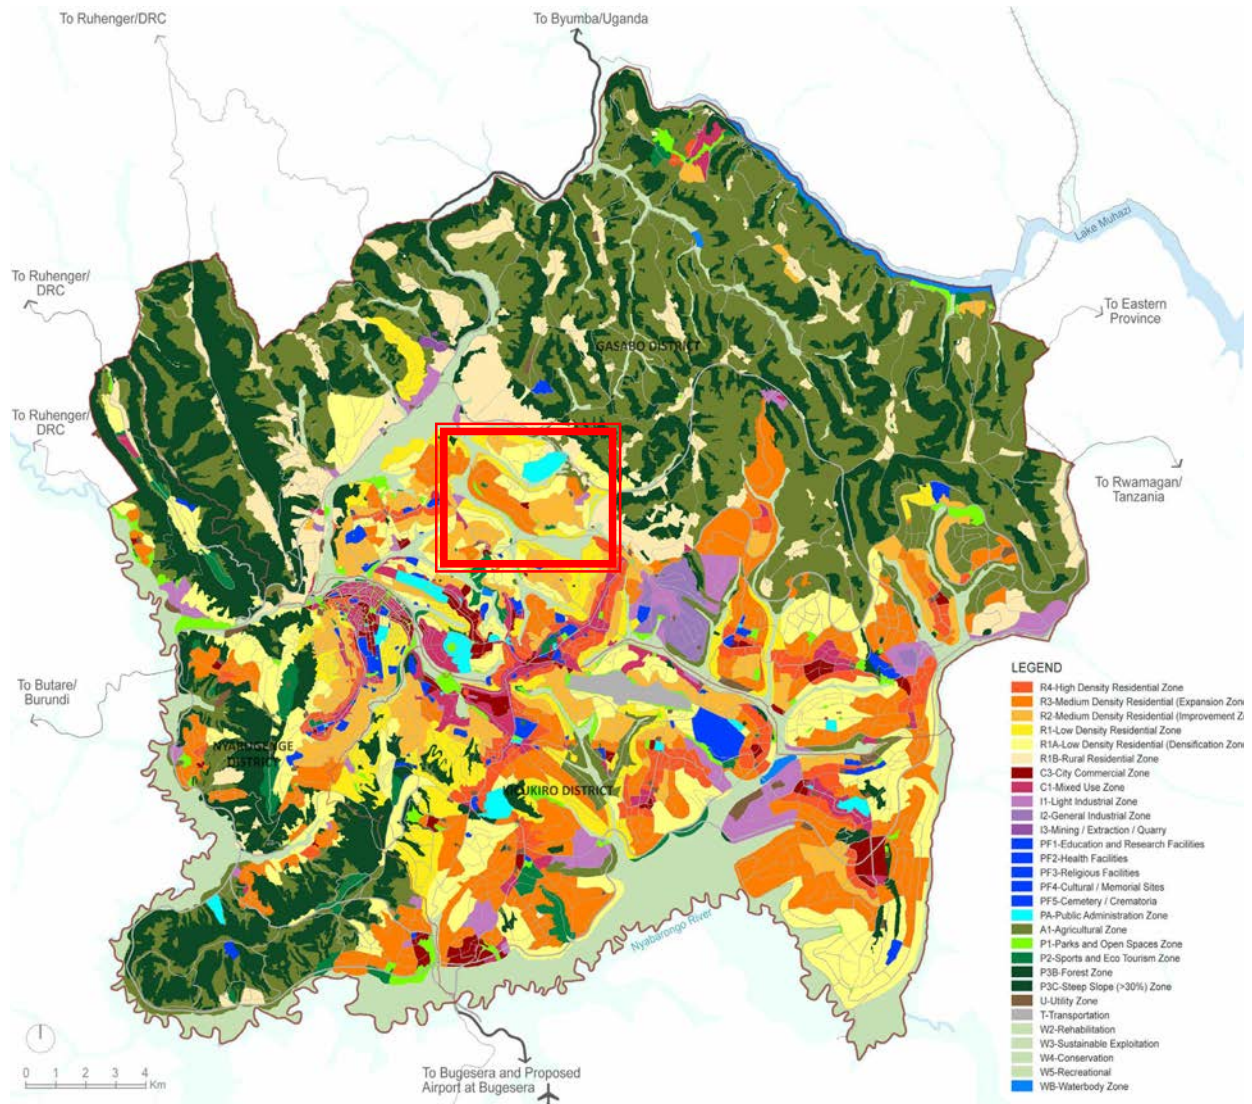 To Ruhenger/DRC
To Byumba/Uganda
Lake Muhazi
To Ruhenger/
DRC
To Eastern
Province
GASABO DISTRICT
To Ruhenger/
DRC
To Rwamagan/
Tanzania
To Butare/
Burundi
NYARUGENGE
DISTRICT
KICUKIRO DISTRICT
Nyabarongo River
LEGEND
R4-High Density Residential Zone
R3-Medium Density Residential (Expansion Zone
R2-Medium Density Residential (Improvement Z
R1-Low Density Residential Zone
R1A-Low Density Residential (Densification Zone
R1B-Rural Residential Zone
C3-City Commercial Zone
C1-Mixed Use Zone
I1-Light Industrial Zone
I2-General Industrial Zone
I3-Mining / Extraction / Quarry
PF1-Education and Research Facilities
PF2-Health Facilities
PF3-Religious Facilities
PF4-Cultural / Memorial Sites
PF5-Cemetery / Crematoria
PA-Public Administration Zone
A1-Agricultural Zone
P1-Parks and Open Spaces Zone
P2-Sports and Eco Tourism Zone
P3B-Forest Zone
P3C-Steep Slope (>30%) Zone
U-Utility Zone
T-Transportation
W2-Rehabilitation
W3-Sustainable Exploitation
W4-Conservation
W5-Recreational
WB-Waterbody Zone
0 1 2 3 4
Km
To Bugesera and Proposed
Airport at Bugesera